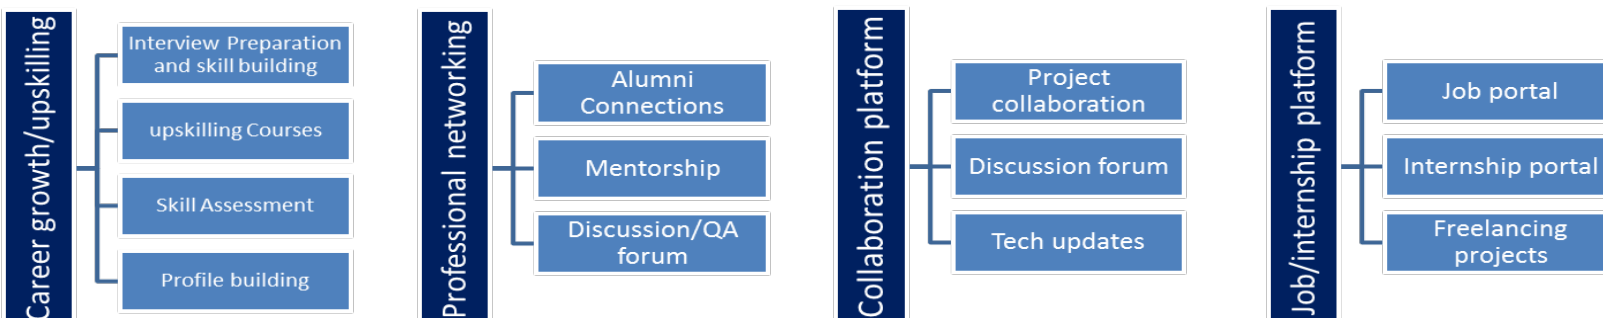 Career growth/upskilling
Interview Preparation
and skill building
upskilling Courses
Skill Assessment
Profile building
Professional networking
Alumni
Connections
Mentorship
Discussion/QA
forum
Collaboration platform
Project
collaboration
Discussion forum
Tech updates
Job/internship platform
Job portal
Internship portal
Freelancing
projects